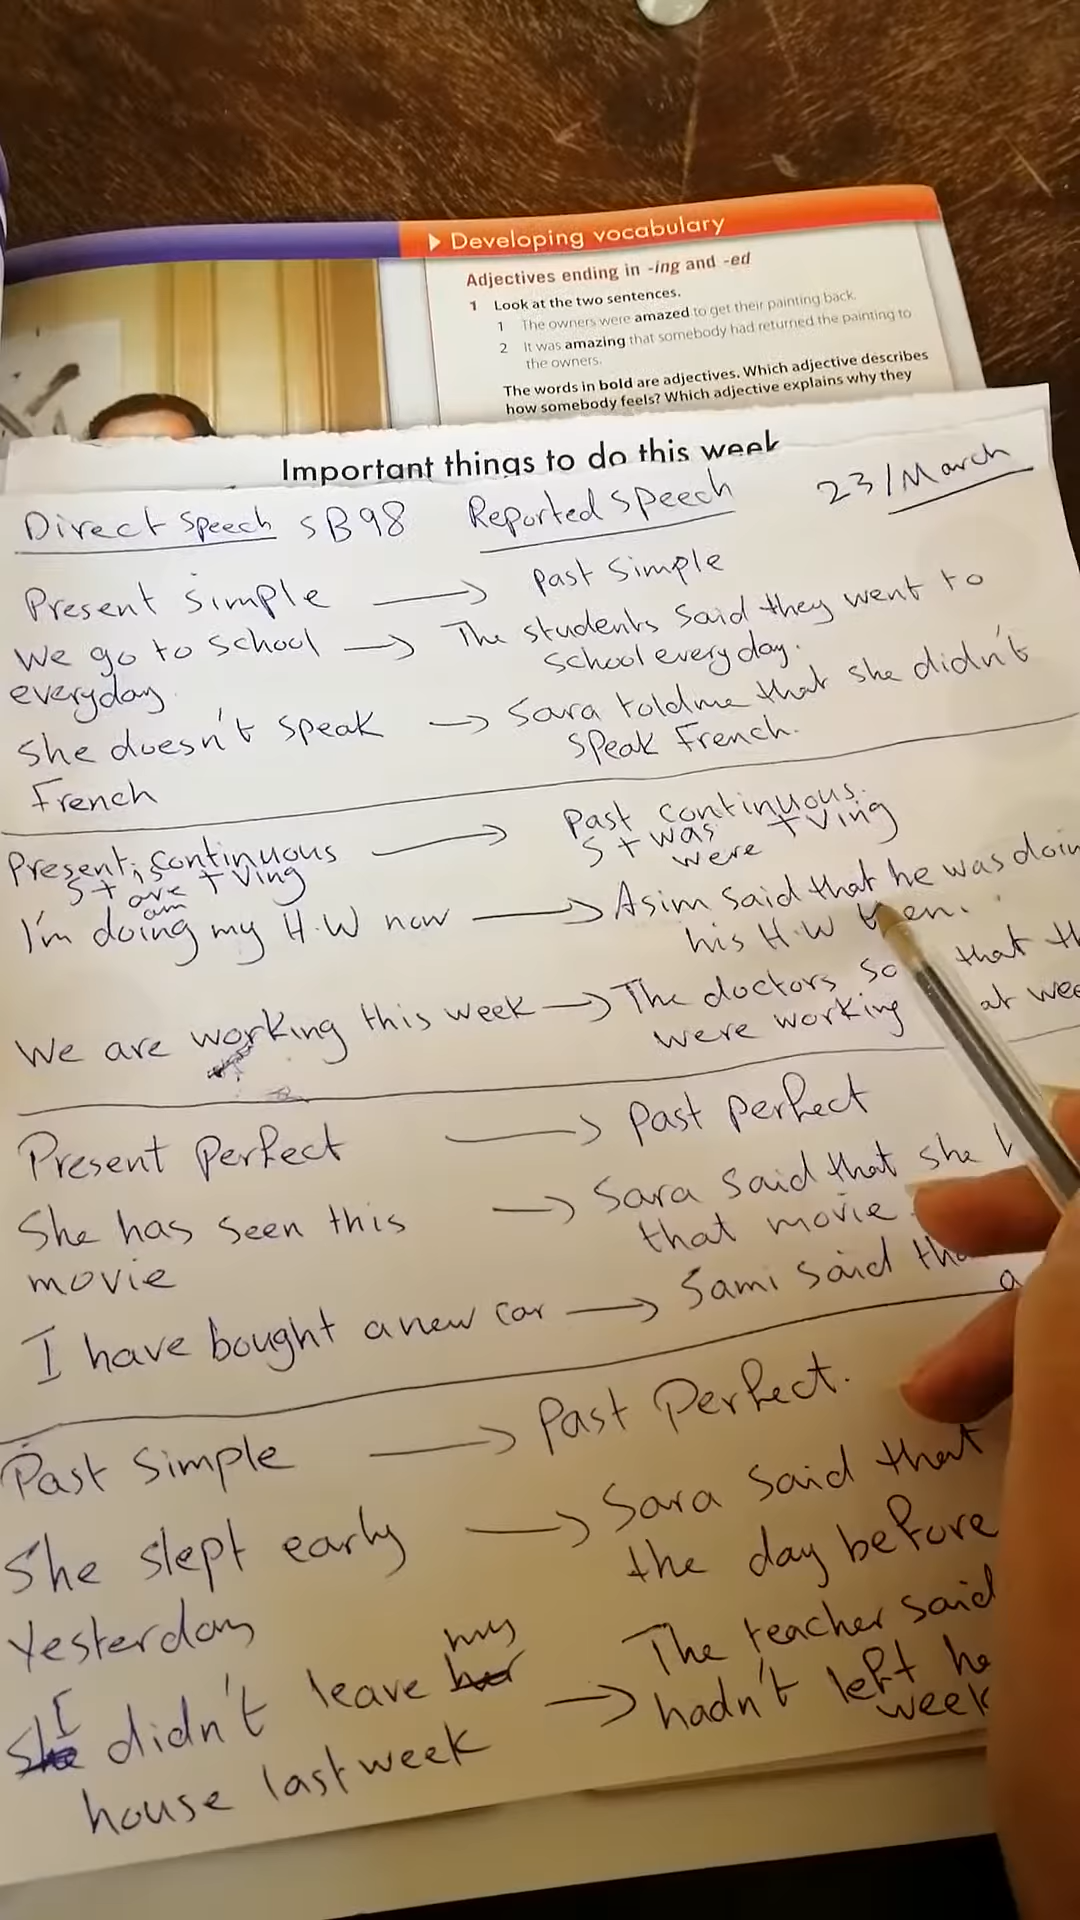 Developing vocabulary
Adjectives ending in -ing and -ed
1 Look at the two sentences.
1 The owners were amazed to get their painting back.
2 It was amazing that somebody had returned the painting to
the owners.
The words in bold are adjectives. Which adjective describes
how somebody feels? Which adjective explains why they
Important things to do this week
23/March
Direct speech SB98 Reported speech
Present simple → Past simple
We go to school → The students said they went to
everyday school everyday.
She doesn't speak → Sara told me that she didn't
French speak French.
Present continuous → Past continuous.
S + is are am + Ving S + was were + Ving
I'm doing my H.W now → Asim said that he was doin
his H.W then.
We are working this week → The doctors that
were working at
Present perfect → Past perfect
She has seen this → Sara said that she
movie that movie.
I have bought a new car → Sami said
a
Past simple → Past perfect.
She slept early → Sara said that
Yesterday the day before
I didn't leave my → The teacher said
house last week hadn't left
week